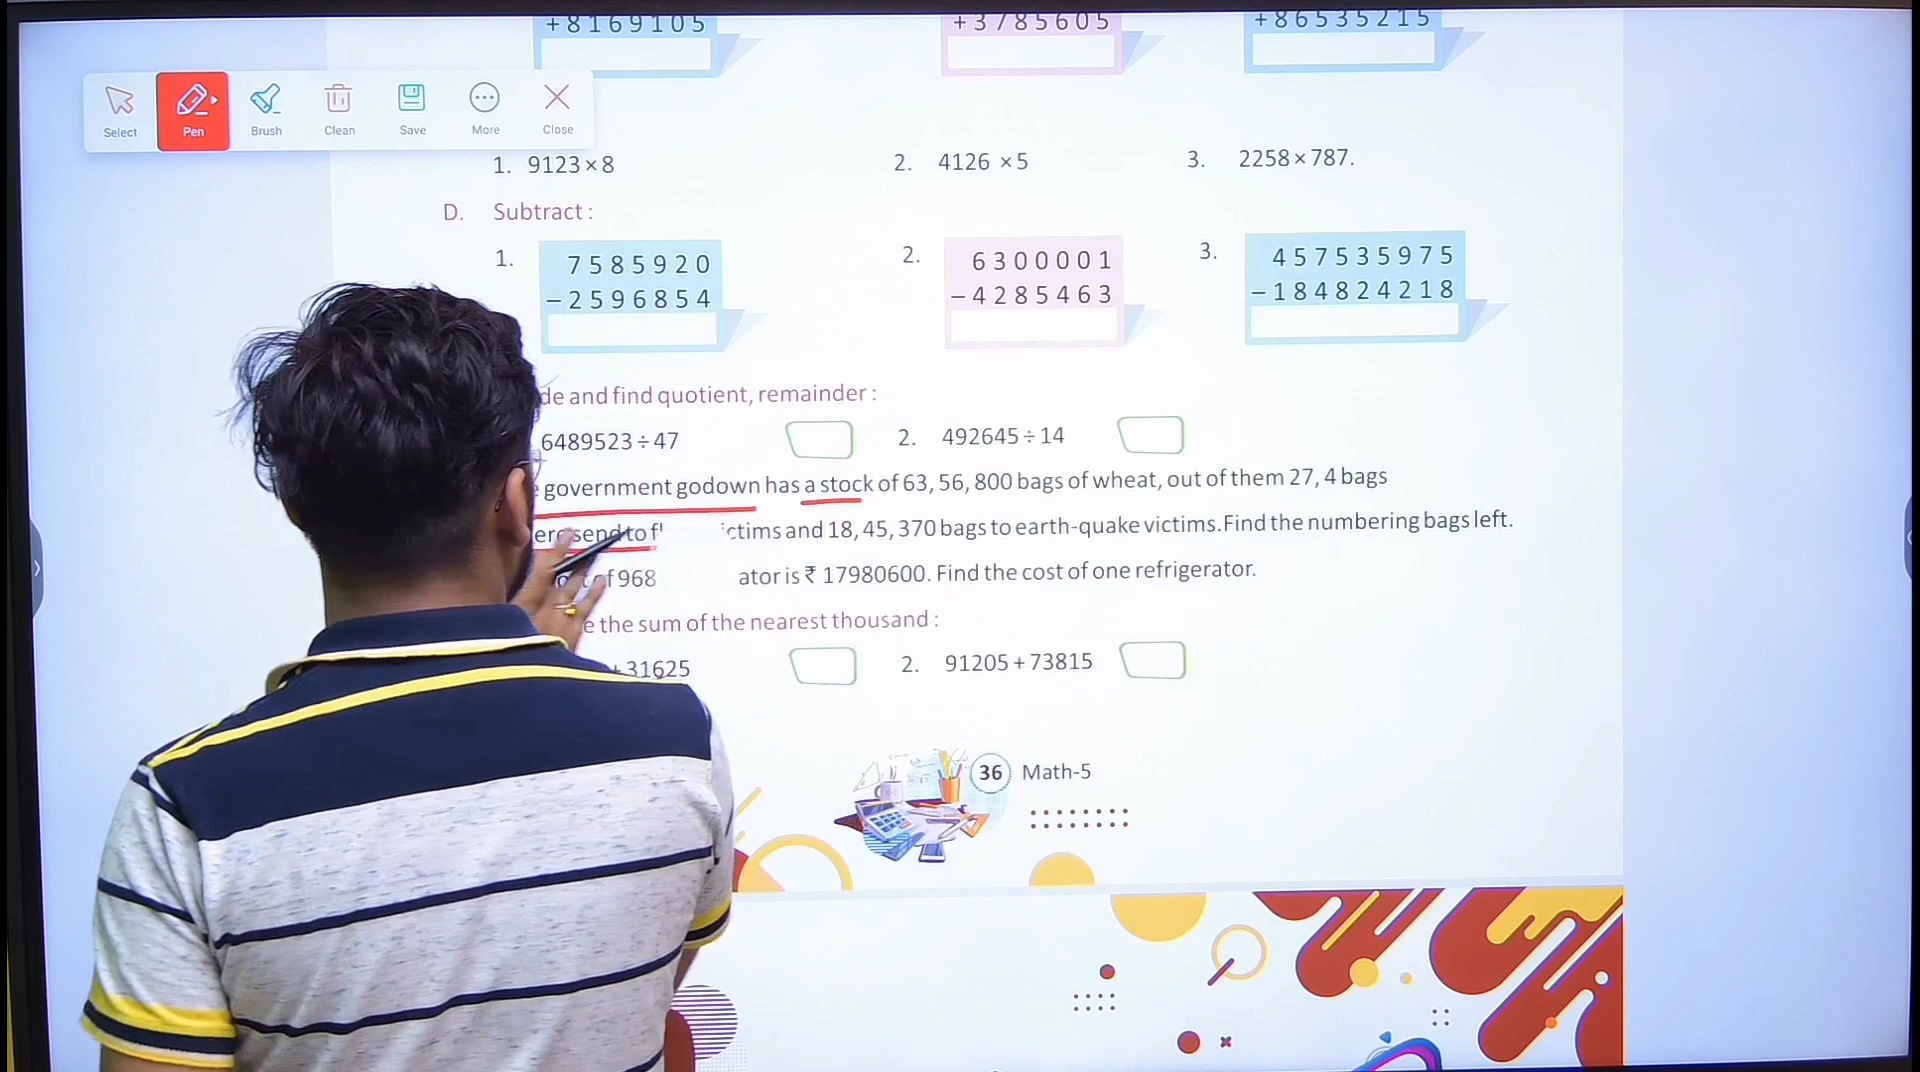 +8169105
+3785605
+86535215
Select
Pen
Brush
Clean
Save
More
Close
1. 9123×8
2. 4126 ×5
3. 2258×787.
D. Subtract :
1.
7585920
–2596854
2.
6300001
–4285463
3.
457535975
–184824218
and find quotient, remainder :
6489523÷47
2. 492645÷14
government godown has a stock of 63, 56, 800 bags of wheat, out of them 27, 4 bags
send to and 18, 45, 370 bags to earth-quake victims.Find the numbering bags left.
of 968 is ₹ 17980600. Find the cost of one refrigerator.
the sum of the nearest thousand :
+31625
2. 91205+73815
36 Math-5